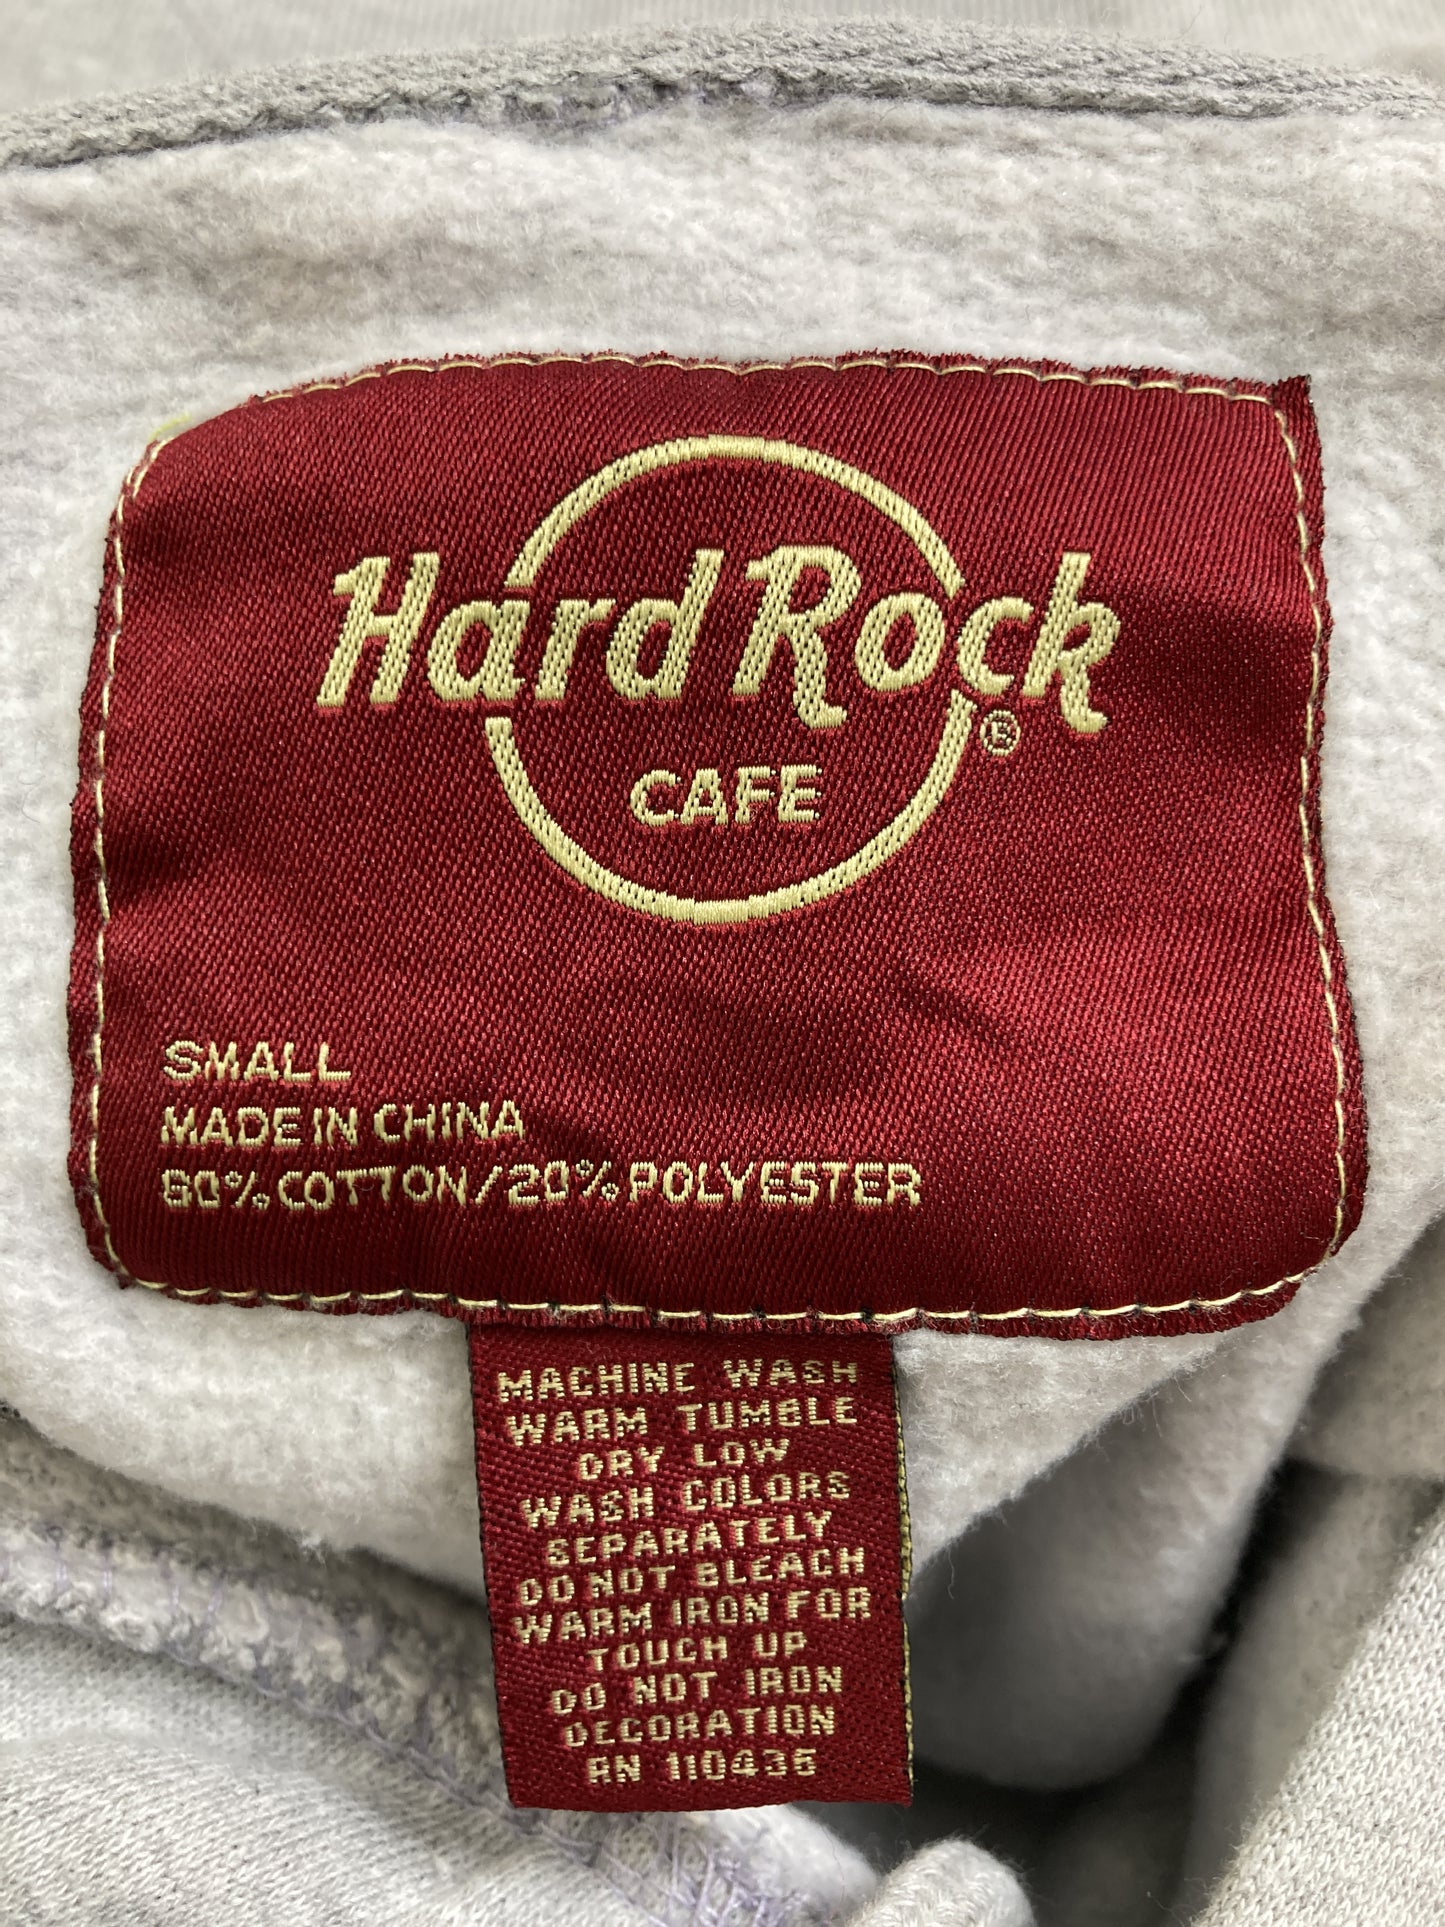 Hard Rock
®
CAFE
SMALL
MADE IN CHINA
80% COTTON/20% POLYESTER
MACHINE WASH
WARM TUMBLE
DRY LOW
WASH COLORS
SEPARATELY
DO NOT BLEACH
WARM IRON FOR
TOUCH UP
DO NOT IRON
DECORATION
RN 110436